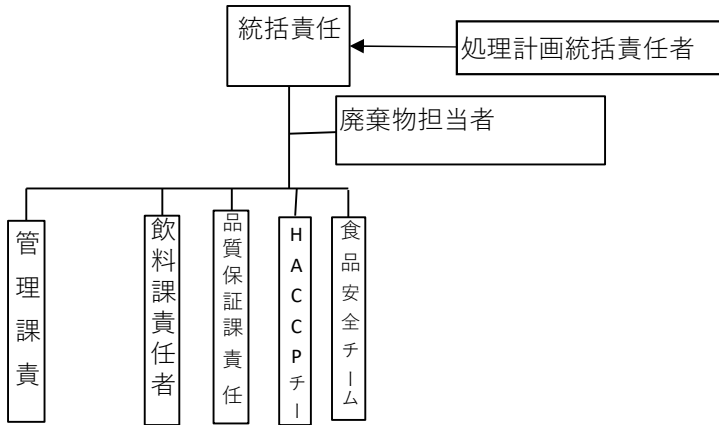 統括責任
処理計画統括責任者
廃棄物担当者
管理課責
飲料課責任者
品質保証課責任
HACCPチー
食品安全チーム